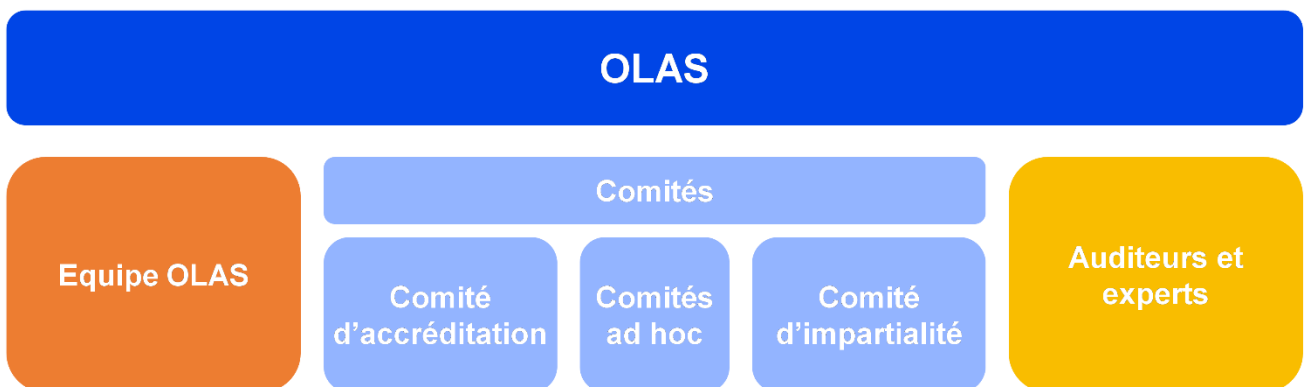 OLAS
Equipe OLAS
Comités
Comité
d’accréditation
Comités
ad hoc
Comité
d’impartialité
Auditeurs et
experts